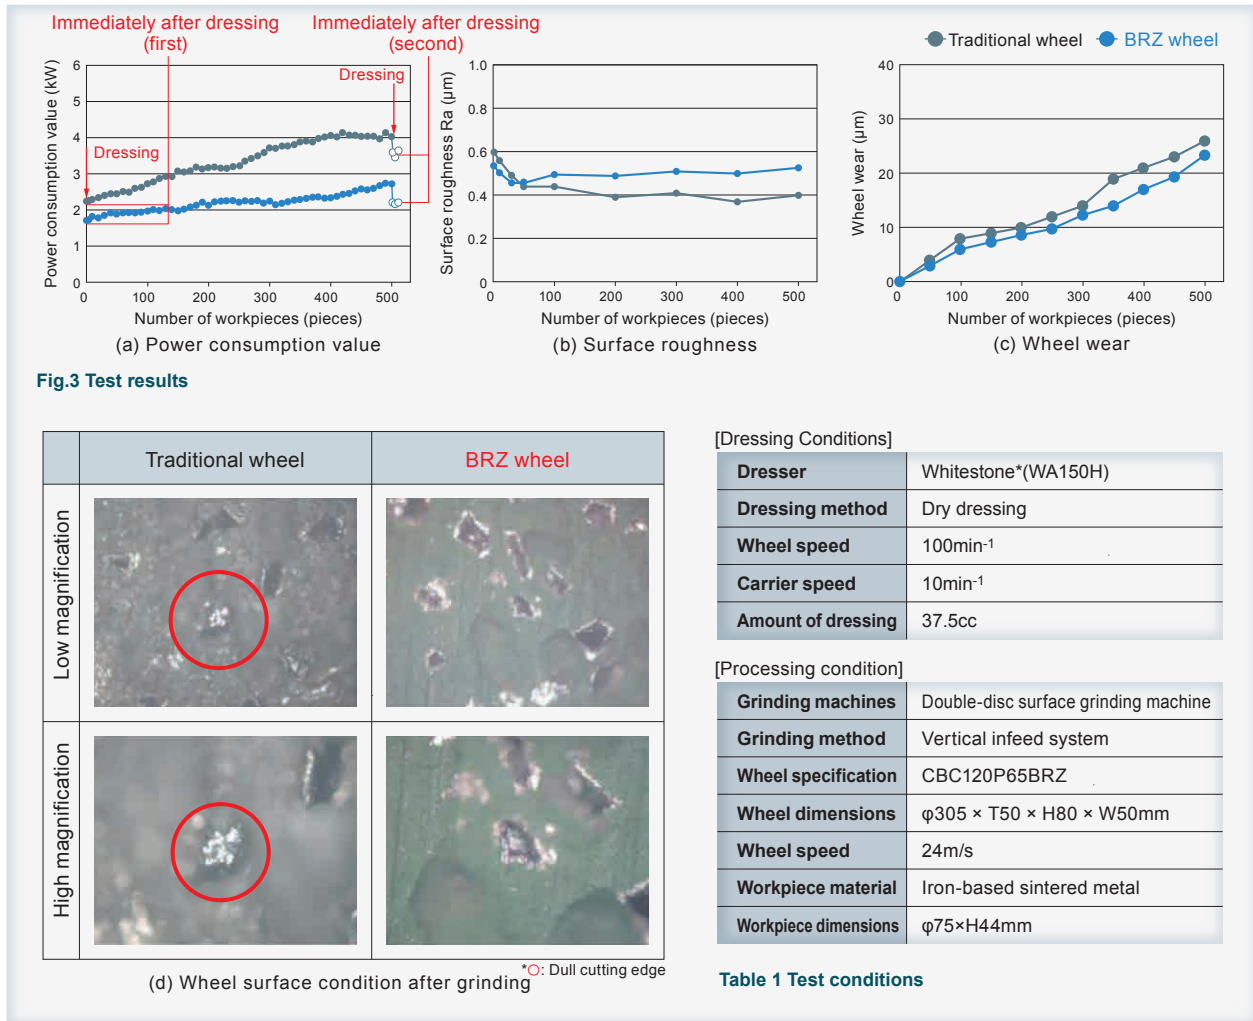 Immediately after dressing
(first)
Immediately after dressing
(second)
Traditional wheel
BRZ wheel
Power consumption value (kW)
6
5
4
3
2
1
0
Dressing
Dressing
0
100
200
300
400
500
Number of workpieces (pieces)
(a) Power consumption value
Surface roughness Ra (μm)
1.0
0.8
0.6
0.4
0.2
0
0
100
200
300
400
500
Number of workpieces (pieces)
(b) Surface roughness
Wheel wear (μm)
40
30
20
10
0
0
100
200
300
400
500
Number of workpieces (pieces)
(c) Wheel wear
Fig.3 Test results
Traditional wheel
BRZ wheel
Low magnification
High magnification
*○: Dull cutting edge
(d) Wheel surface condition after grinding
[Dressing Conditions]
Dresser Whitestone*(WA150H)
Dressing method Dry dressing
Wheel speed 100min-1
Carrier speed 10min-1
Amount of dressing 37.5cc
[Processing condition]
Grinding machines Double-disc surface grinding machine
Grinding method Vertical infeed system
Wheel specification CBC120P65BRZ
Wheel dimensions φ305 × T50 × H80 × W50mm
Wheel speed 24m/s
Workpiece material Iron-based sintered metal
Workpiece dimensions φ75×H44mm
Table 1 Test conditions